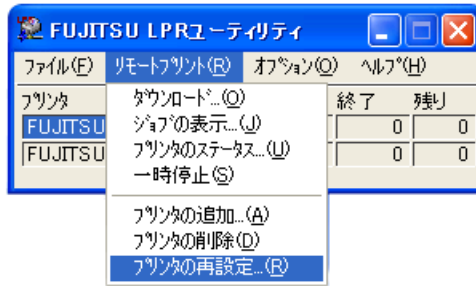 FUJITSU LPRユーティリティ
ファイル(F) リモートプリント(R) オプション(O) ヘルプ(H)
プリンタ 終了 残り
FUJITSU 0 0
FUJITSU 0 0
ダウンロード...(O)
ジョブの表示...(J)
プリンタのステータス...(U)
一時停止(S)
プリンタの追加...(A)
プリンタの削除(D)
プリンタの再設定...(R)